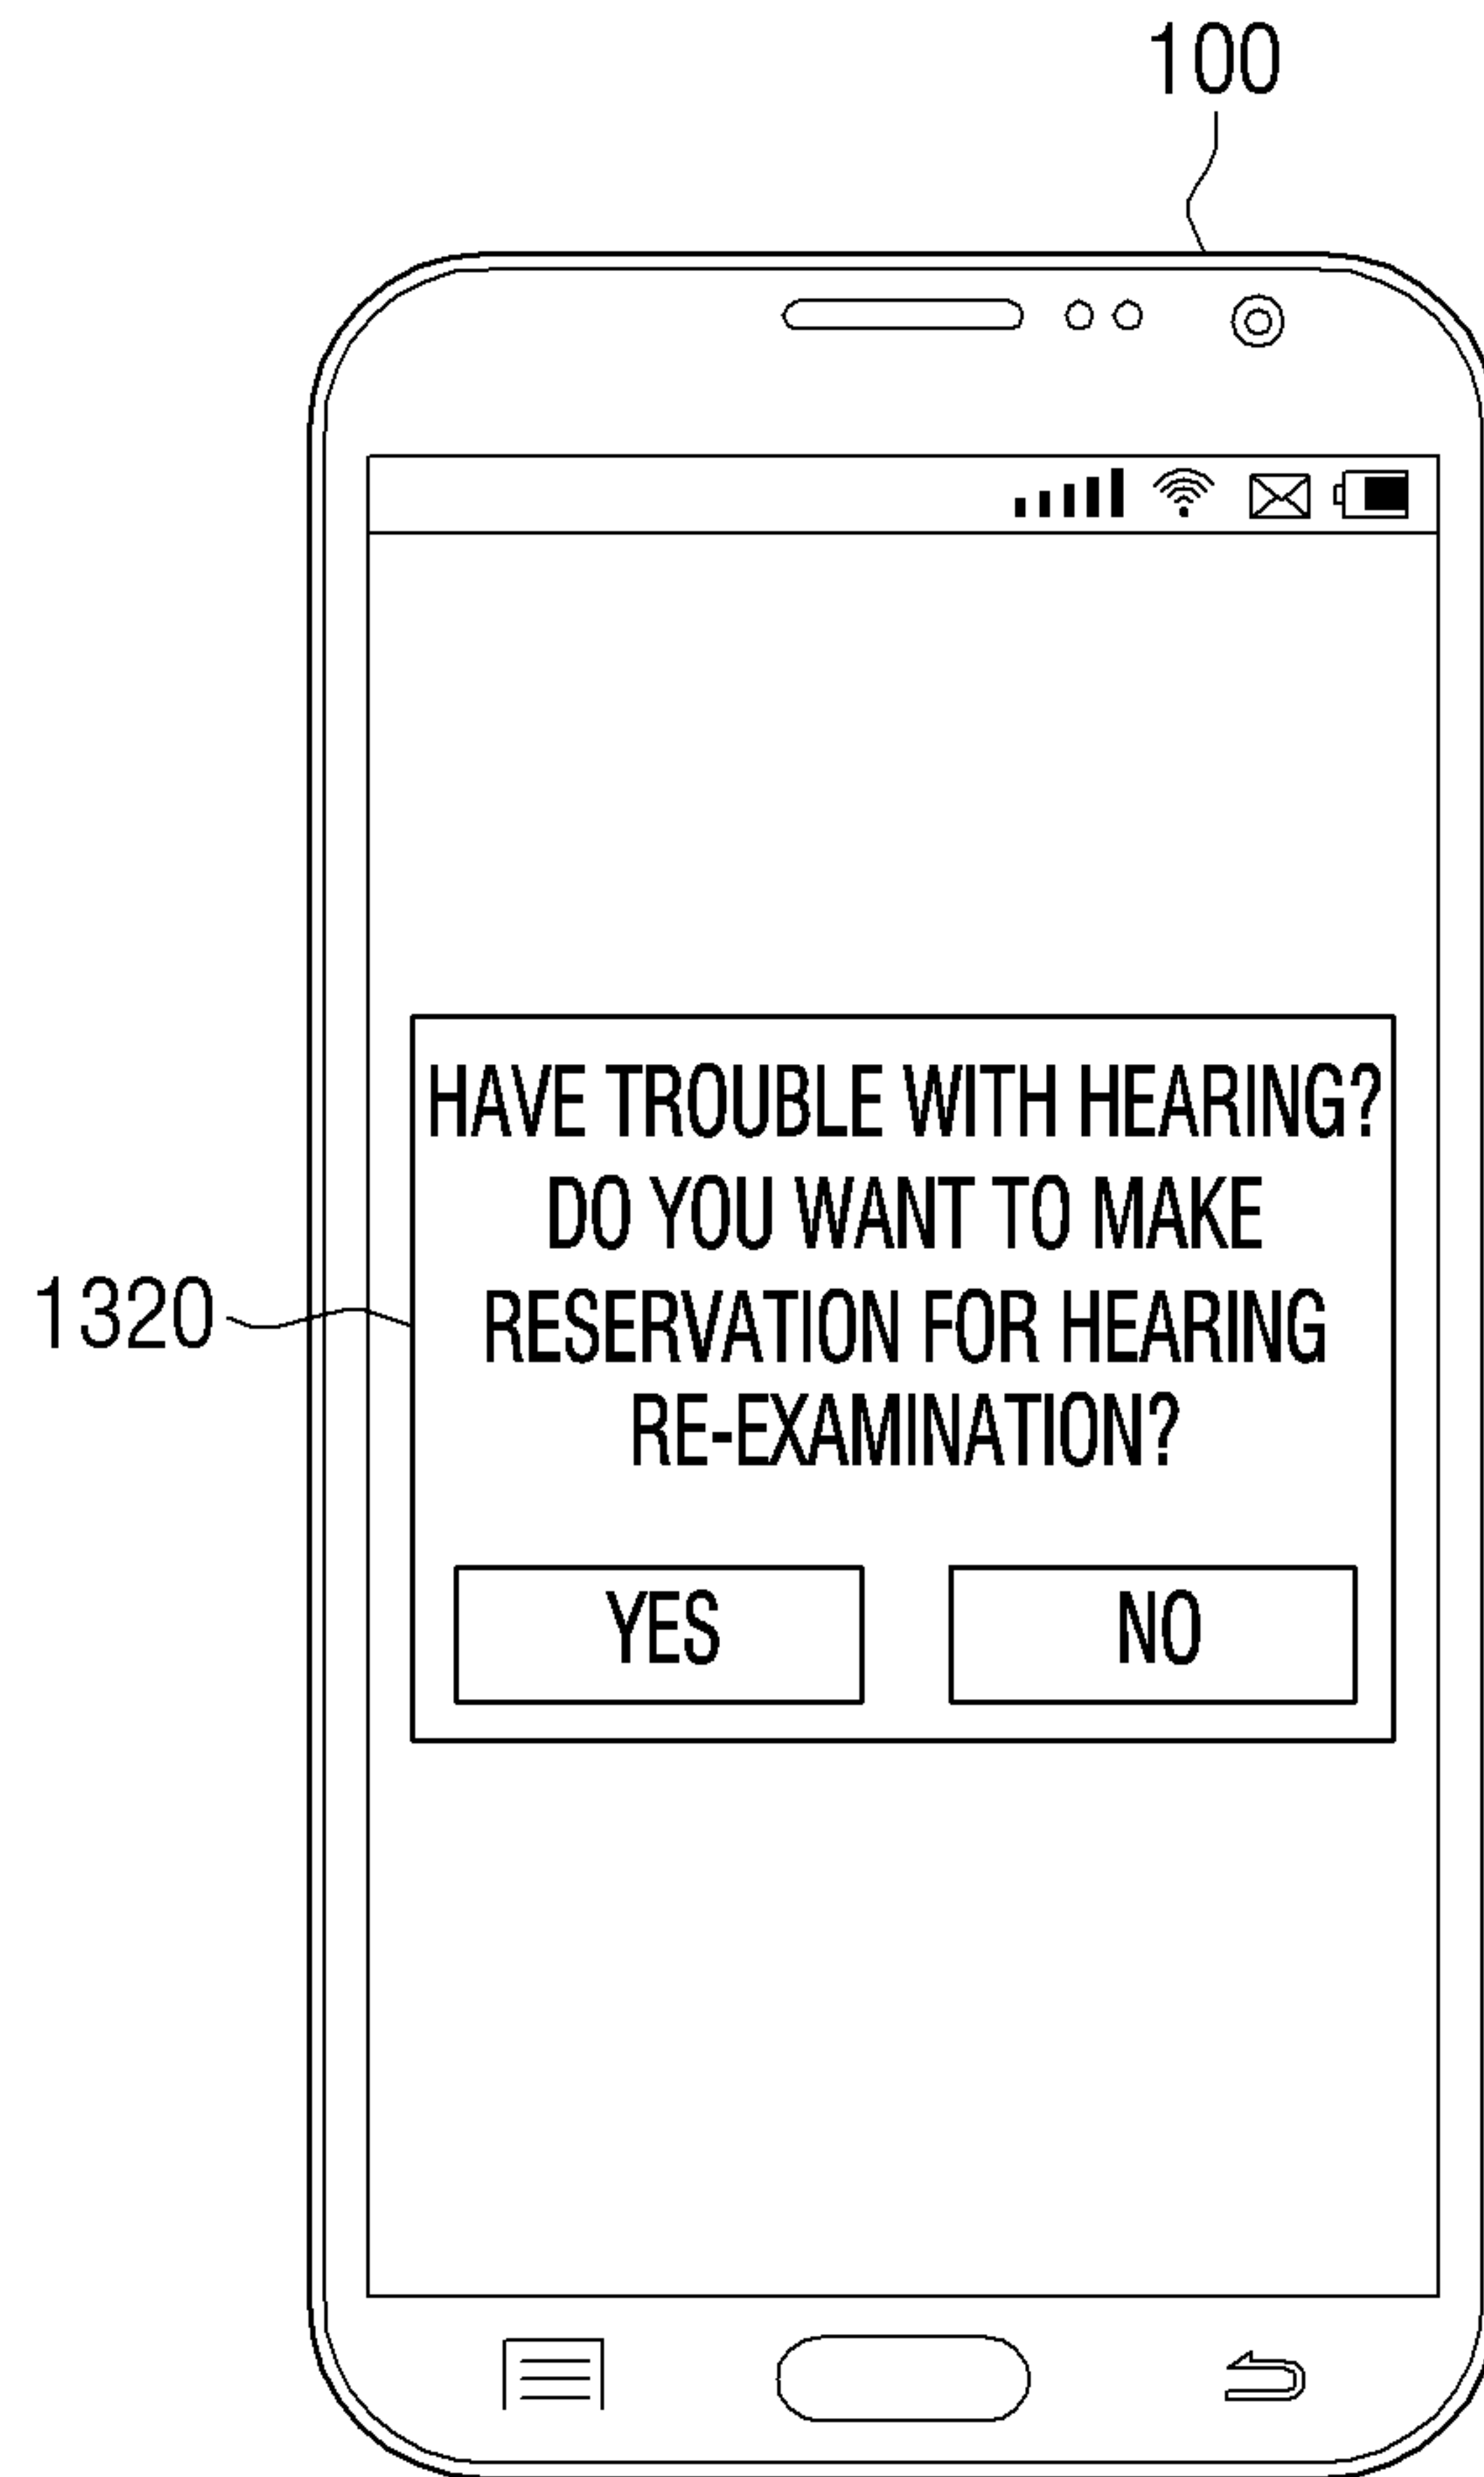 100
HAVE TROUBLE WITH HEARING?
DO YOU WANT TO MAKE
RESERVATION FOR HEARING
1320
RE-EXAMINATION?
YES NO